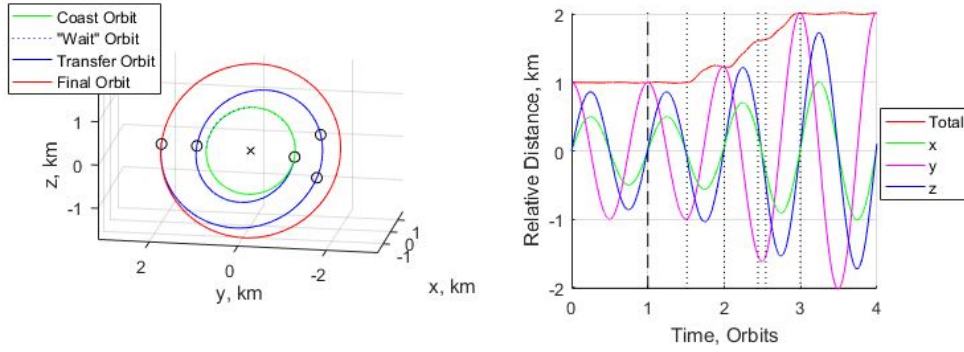 Coast Orbit
"Wait" Orbit
Transfer Orbit
Final Orbit
z, km
1
0
-1
2
0
-2
y, km
1
0
-1
x, km
Relative Distance, km
2
1
0
-1
-2
0
1
2
3
4
Time, Orbits
Total
x
y
z